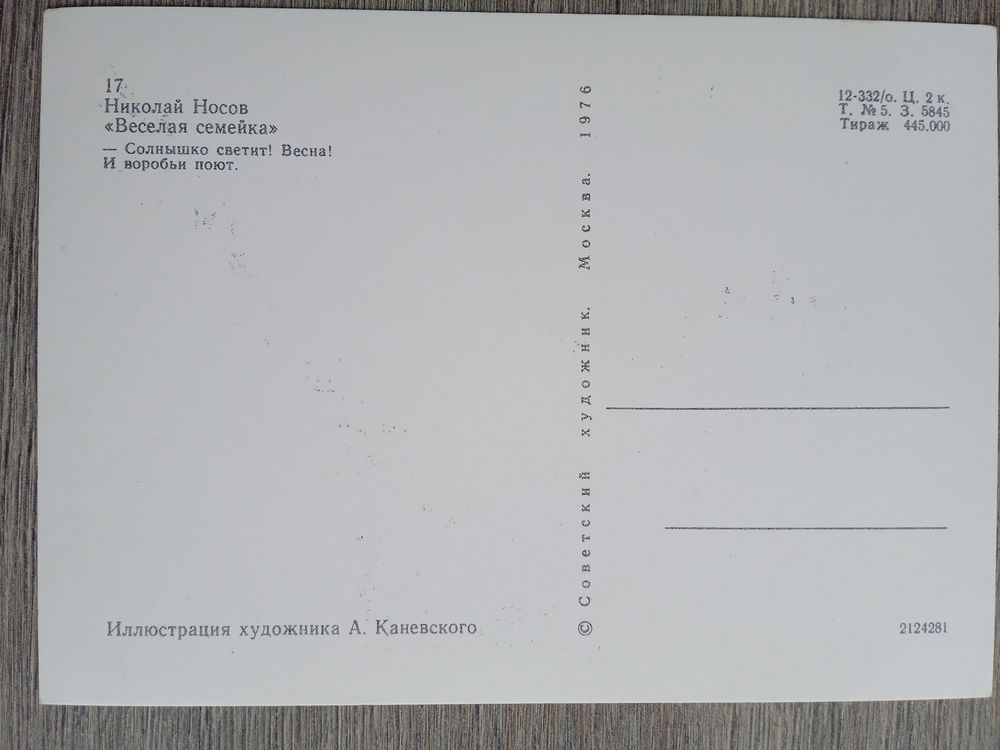 17
Николай Носов
«Веселая семейка»
— Солнышко светит! Весна!
И воробьи поют.
Иллюстрация художника А. Каневского
© Советский художник. Москва. 1976
12-332/о. Ц. 2 к.
Т. № 5. З. 5845
Тираж 445.000
2124281